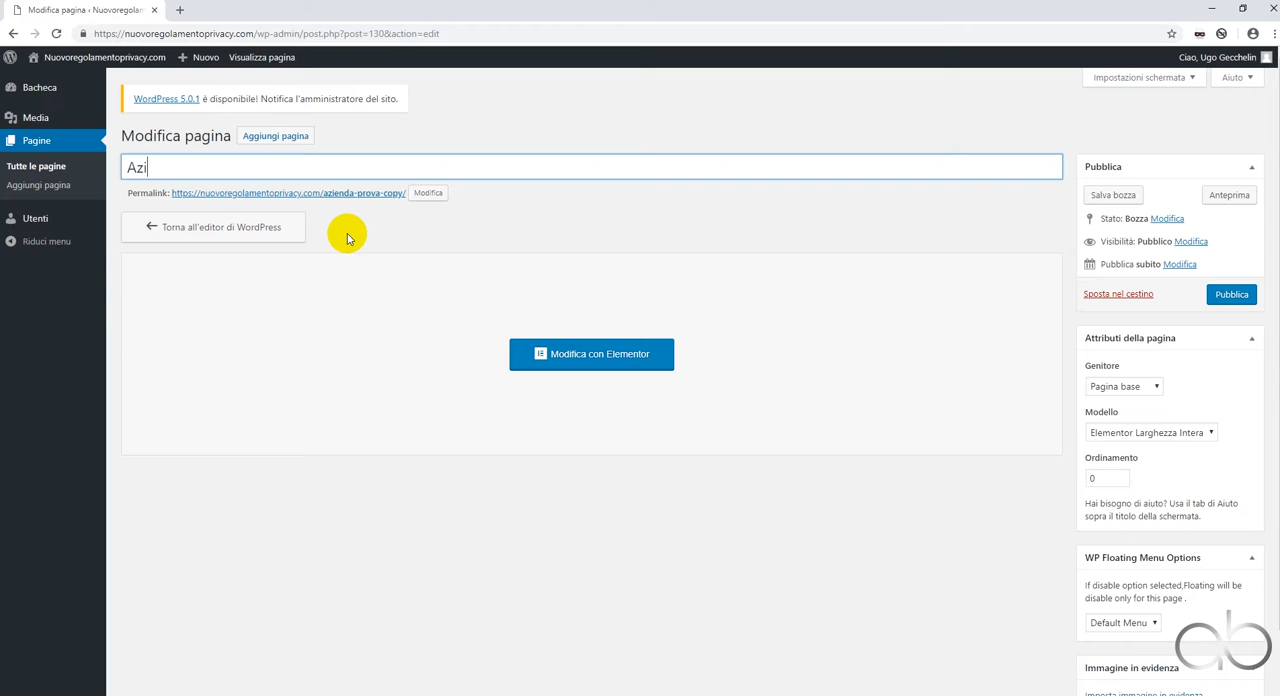 Modifica pagina ‹ Nuovoregolamen
https://nuovoregolamentoprivacy.com/wp-admin/post.php?post=130&action=edit
Nuovoregolamentoprivacy.com
Nuovo
Visualizza pagina
Ciao, Ugo Gecchelin
Bacheca
Media
Pagine
Tutte le pagine
Aggiungi pagina
Utenti
Riduci menu
Impostazioni schermata
Aiuto
WordPress 5.0.1 è disponibile! Notifica l'amministratore del sito.
Modifica pagina
Aggiungi pagina
Azi
Permalink: https://nuovoregolamentoprivacy.com/azienda-prova-copy/
Modifica
Torna all'editor di WordPress
Modifica con Elementor
Pubblica
Salva bozza
Anteprima
Stato: Bozza Modifica
Visibilità: Pubblico Modifica
Pubblica subito Modifica
Sposta nel cestino
Pubblica
Attributi della pagina
Genitore
Pagina base
Modello
Elementor Larghezza Intera
Ordinamento
0
Hai bisogno di aiuto? Usa il tab di Aiuto
sopra il titolo della schermata.
WP Floating Menu Options
If disable option selected,Floating will be
disable only for this page .
Default Menu
Immagine in evidenza
Imposta immagine in evidenza